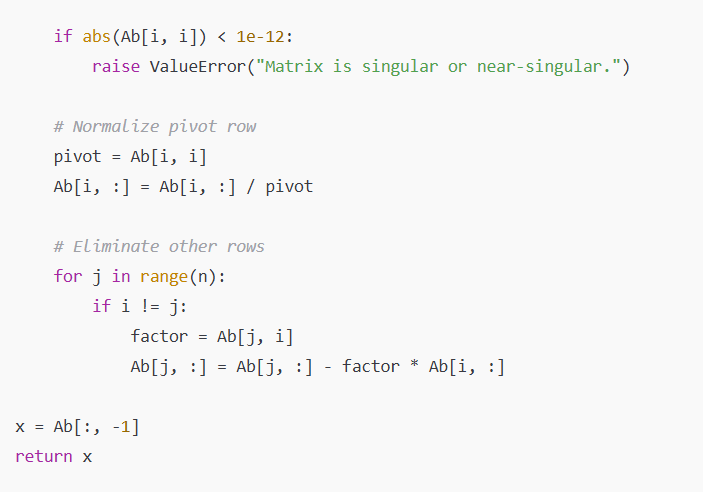 if abs(Ab[i, i]) < 1e-12:
        raise ValueError("Matrix is singular or near-singular.")

    # Normalize pivot row
    pivot = Ab[i, i]
    Ab[i, :] = Ab[i, :] / pivot

    # Eliminate other rows
    for j in range(n):
        if i != j:
            factor = Ab[j, i]
            Ab[j, :] = Ab[j, :] - factor * Ab[i, :]

x = Ab[:, -1]
return x